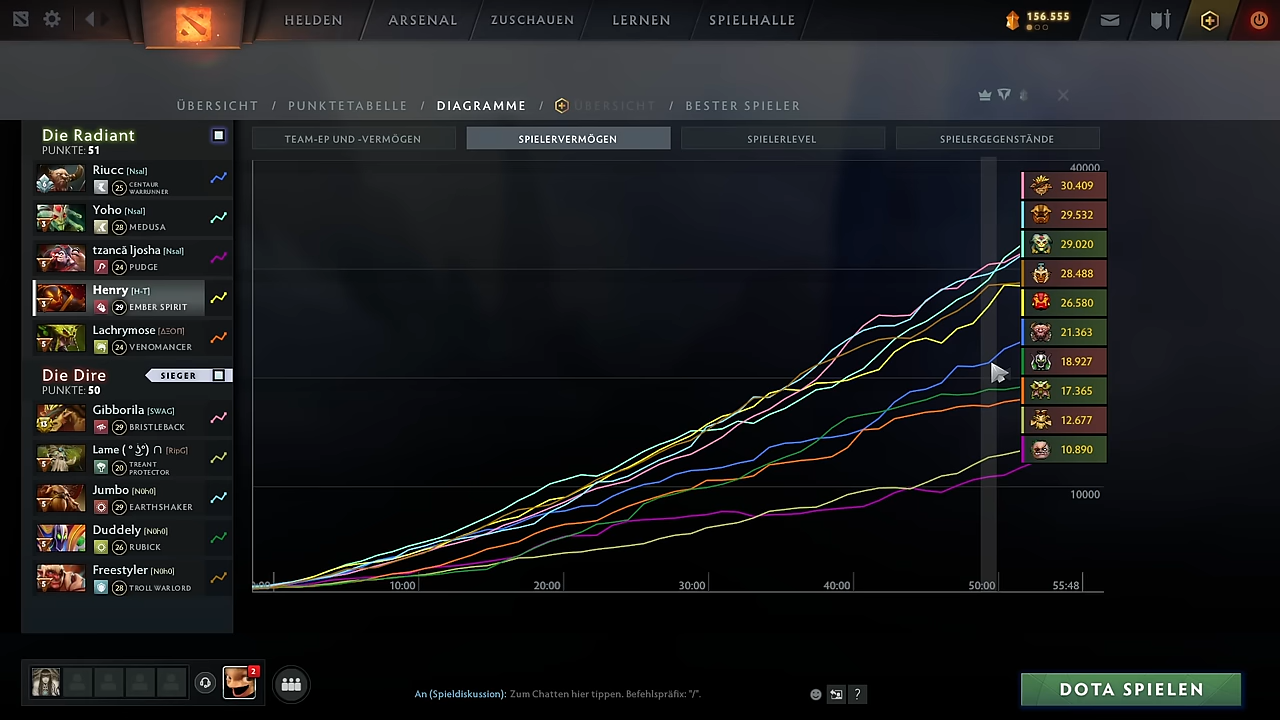 HELDEN
ARSENAL
ZUSCHAUEN
LERNEN
SPIELHALLE
156.555
ÜBERSICHT / PUNKTETABELLE / DIAGRAMME / ÜBERSICHT / BESTER SPIELER
Die Radiant
PUNKTE: 51
TEAM-EP UND -VERMÖGEN
SPIELERVERMÖGEN
SPIELERLEVEL
SPIELERGEGENSTÄNDE
Riucc [Nsal]
25 CENTAUR WARRUNNER
Yoho [Nsal]
28 MEDUSA
tzancă ljosha [Nsal]
24 PUDGE
Henry [H-T]
29 EMBER SPIRIT
Lachrymose [ΔΞΟΠ]
24 VENOMANCER
Die Dire
SIEGER
PUNKTE: 50
Gibborila [SWAG]
29 BRISTLEBACK
Lame ( ° ͜ʖ°) ∩ [RipG]
20 TREANT PROTECTOR
Jumbo [N0h0]
29 EARTHSHAKER
Duddely [N0h0]
26 RUBICK
Freestyler [N0h0]
28 TROLL WARLORD
40000
30.409
29.532
29.020
28.488
26.580
21.363
18.927
17.365
12.677
10.890
10000
10:00
20:00
30:00
40:00
50:00
55:48
2
An (Spieldiskussion): Zum Chatten hier tippen. Befehlspräfix: "/".
?
DOTA SPIELEN